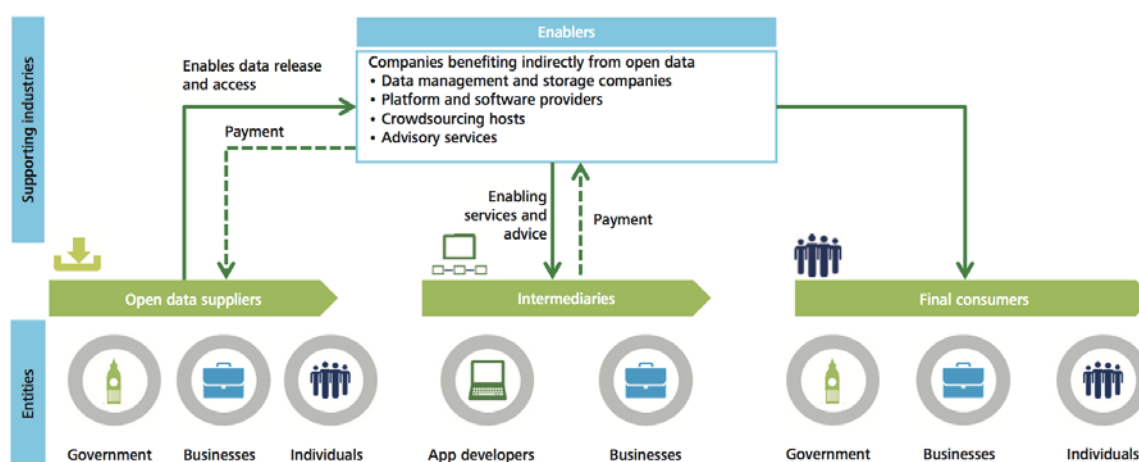 Supporting industries
Enablers
Companies benefiting indirectly from open data
• Data management and storage companies
• Platform and software providers
• Crowdsourcing hosts
• Advisory services
Enables data release
and access
Payment
Enabling
services and
advice
Payment
Open data suppliers
Intermediaries
Final consumers
Entities
Government
Businesses
Individuals
App developers
Businesses
Government
Businesses
Individuals